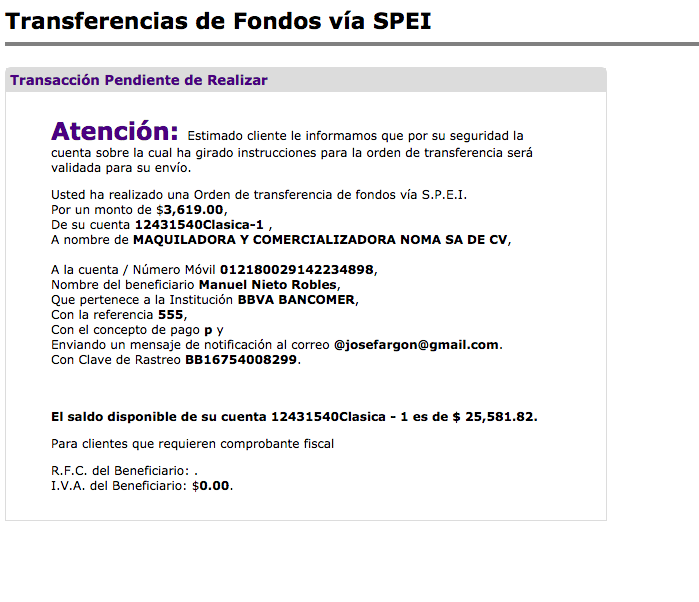 Transferencias de Fondos vía SPEI
Transacción Pendiente de Realizar
Atención: Estimado cliente le informamos que por su seguridad la
cuenta sobre la cual ha girado instrucciones para la orden de transferencia será
validada para su envío.
Usted ha realizado una Orden de transferencia de fondos vía S.P.E.I.
Por un monto de $3,619.00,
De su cuenta 12431540Clasica-1 ,
A nombre de MAQUILADORA Y COMERCIALIZADORA NOMA SA DE CV,
A la cuenta / Número Móvil 012180029142234898,
Nombre del beneficiario Manuel Nieto Robles,
Que pertenece a la Institución BBVA BANCOMER,
Con la referencia 555,
Con el concepto de pago p y
Enviando un mensaje de notificación al correo @josefargon@gmail.com.
Con Clave de Rastreo BB16754008299.
El saldo disponible de su cuenta 12431540Clasica - 1 es de $ 25,581.82.
Para clientes que requieren comprobante fiscal
R.F.C. del Beneficiario: .
I.V.A. del Beneficiario: $0.00.